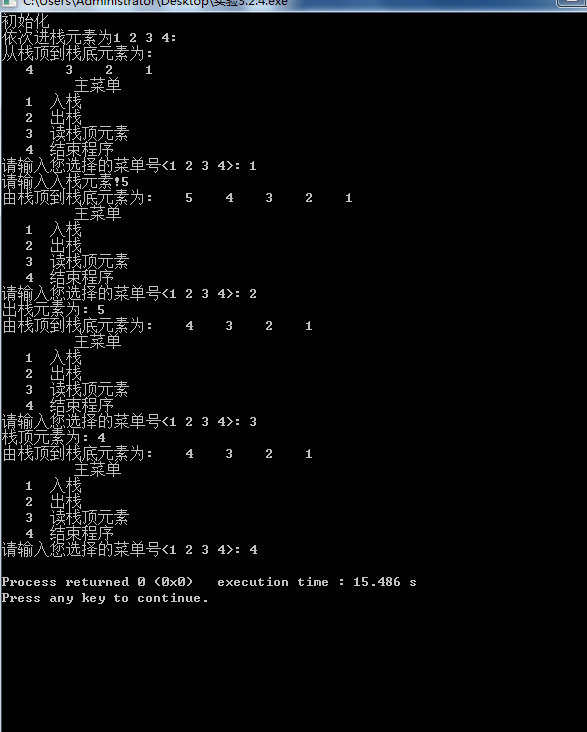 C:\Users\Administrator\Desktop\实验3.2.4.exe
初始化
依次进栈元素为1 2 3 4:
从栈顶到栈底元素为:
4 3 2 1
主菜单
1 入栈
2 出栈
3 读栈顶元素
4 结束程序
请输入您选择的菜单号<1 2 3 4>: 1
请输入入栈元素!5
由栈顶到栈底元素为: 5 4 3 2 1
主菜单
1 入栈
2 出栈
3 读栈顶元素
4 结束程序
请输入您选择的菜单号<1 2 3 4>: 2
出栈元素为: 5
由栈顶到栈底元素为: 4 3 2 1
主菜单
1 入栈
2 出栈
3 读栈顶元素
4 结束程序
请输入您选择的菜单号<1 2 3 4>: 3
栈顶元素为: 4
由栈顶到栈底元素为: 4 3 2 1
主菜单
1 入栈
2 出栈
3 读栈顶元素
4 结束程序
请输入您选择的菜单号<1 2 3 4>: 4
Process returned 0 (0x0) execution time : 15.486 s
Press any key to continue.